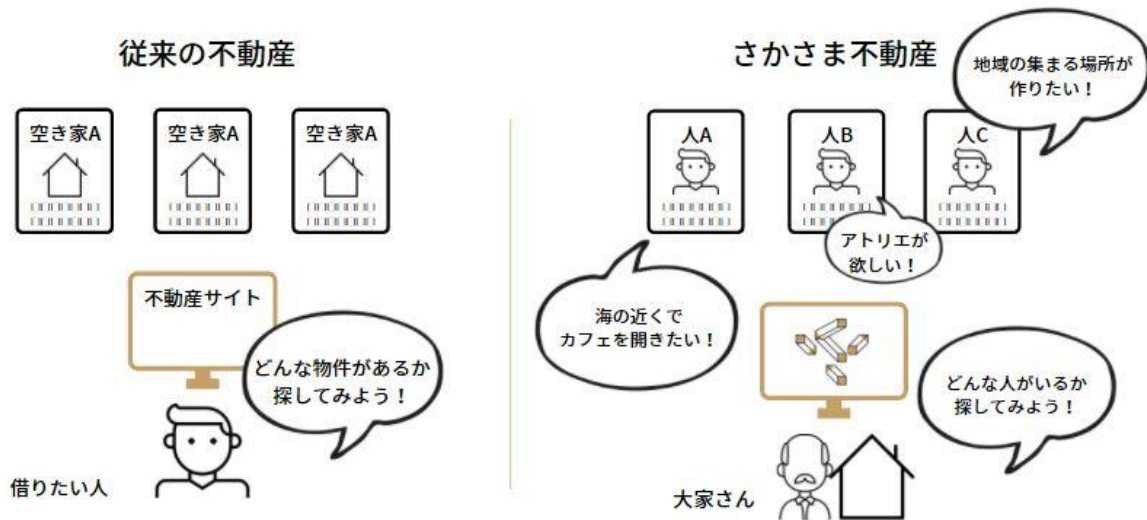 従来の不動産
空き家A
空き家A
空き家A
不動産サイト
どんな物件があるか
探してみよう！
借りたい人
さかさま不動産
地域の集まる場所が
作りたい！
人A
人B
人C
アトリエが
欲しい！
海の近くで
カフェを開きたい！
どんな人がいるか
探してみよう！
大家さん